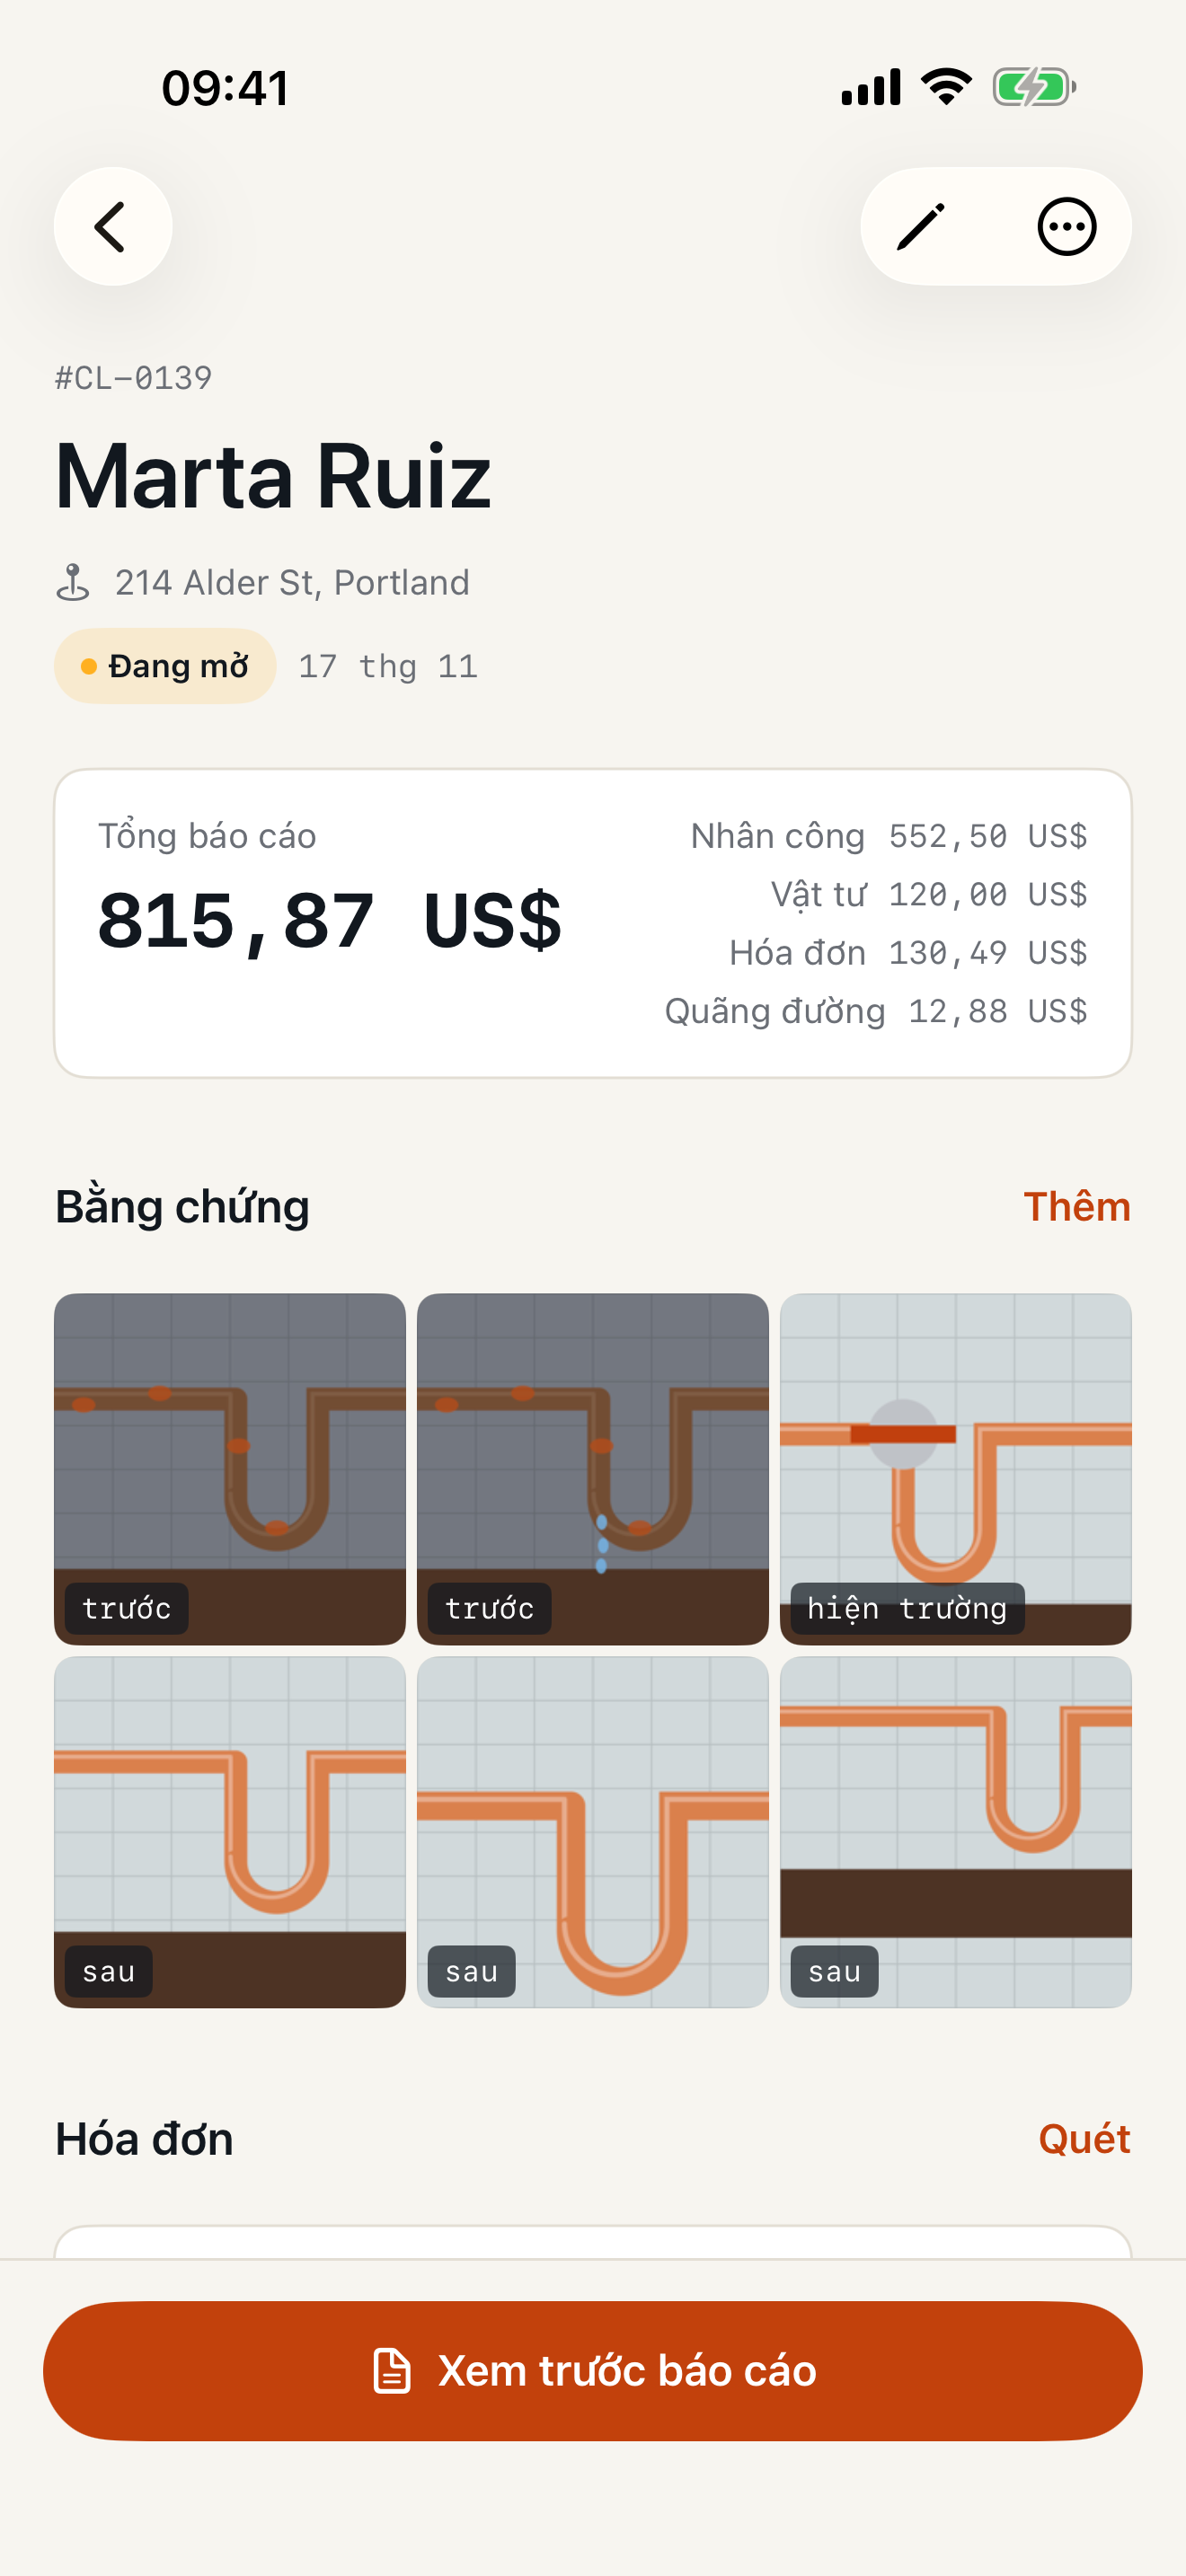 09:41
#CL-0139
Marta Ruiz
214 Alder St, Portland
Đang mở 17 thg 11
Tổng báo cáo
815,87 US$
Nhân công 552,50 US$
Vật tư 120,00 US$
Hóa đơn 130,49 US$
Quãng đường 12,88 US$
Bằng chứng Thêm
trước trước hiện trường
sau sau sau
Hóa đơn Quét
Xem trước báo cáo